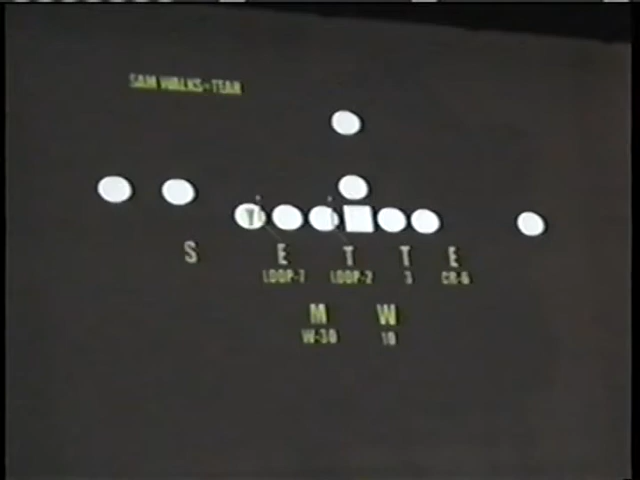 SAM WALKS-TEAR
Y
S E T T E
LOOP-7 LOOP-2 3 CR-6
M W
W-30 10